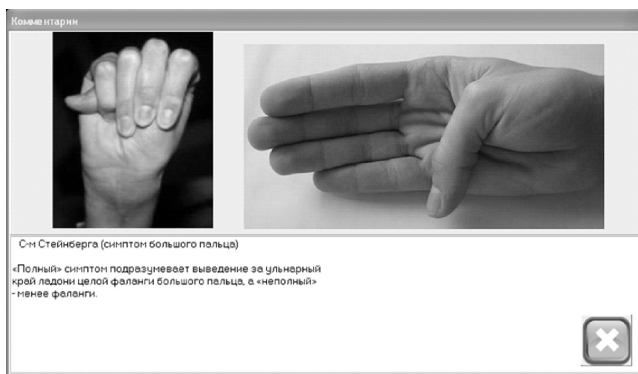 Комментарии
С-м Стейнберга (симптом большого пальца)
«Полный» симптом подразумевает выведение за ульнарный
край ладони целой фаланги большого пальца, а «неполный»
- менее фаланги.